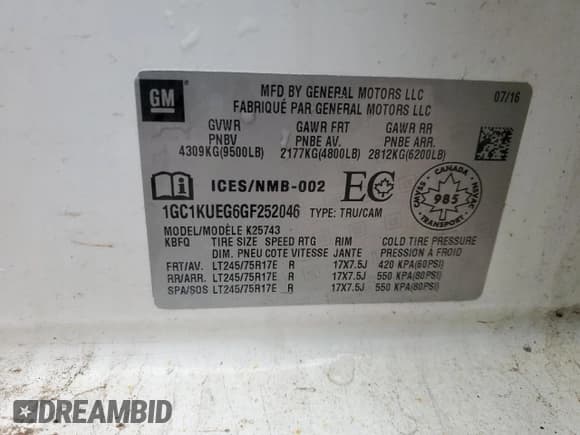 GM
MFD BY GENERAL MOTORS LLC
FABRIQUÉ PAR GENERAL MOTORS LLC
07/16
GVWR GAWR FRT GAWR RR
PNBV PNBE AV. PNBE ARR.
4309KG(9500LB) 2177KG(4800LB) 2812KG(6200LB)
ICES/NMB-002 EC
CANADA
CMVSS NSVAC
985
TRANSPORT
1GC1KUEG6GF252046 TYPE: TRU/CAM
MODEL/MODÈLE K25743
KBFQ TIRE SIZE SPEED RTG RIM COLD TIRE PRESSURE
DIM. PNEU COTE VITESSE JANTE PRESSION À FROID
FRT/AV. LT245/75R17E R 17X7.5J 420 KPA(60PSI)
RR/ARR. LT245/75R17E R 17X7.5J 550 KPA(80PSI)
SPA/SOS LT245/75R17E R 17X7.5J 550 KPA(80PSI)
DREAMBID